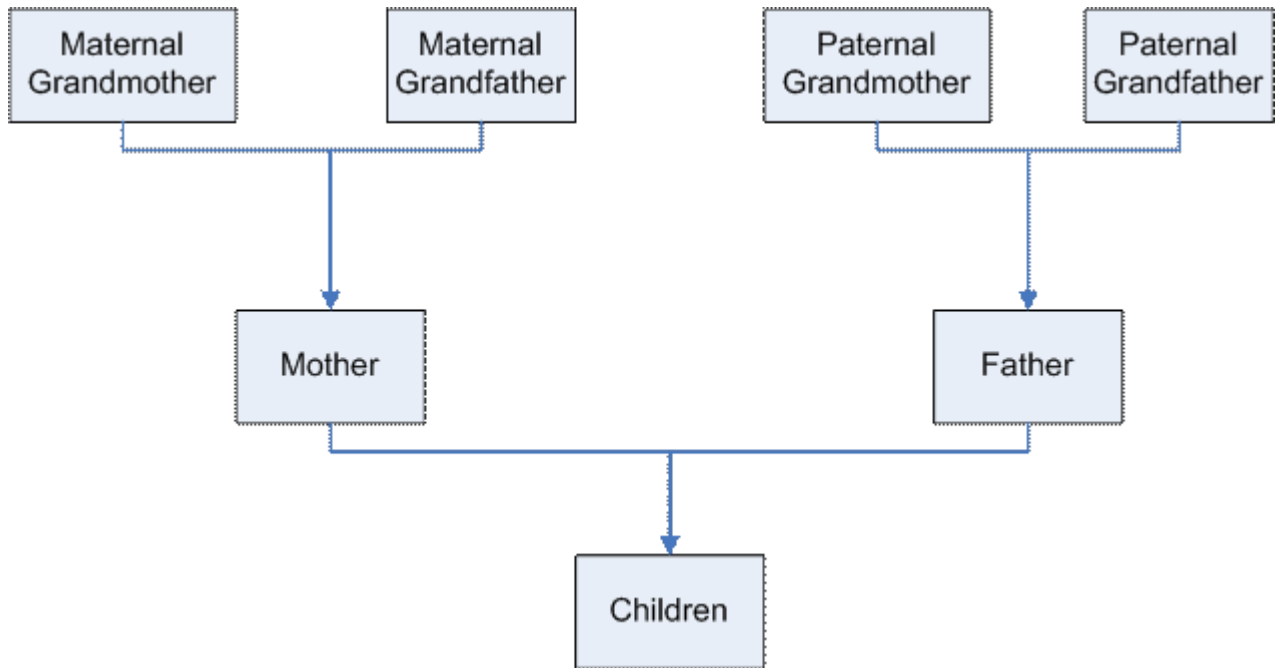 Maternal
Grandmother
Maternal
Grandfather
Paternal
Grandmother
Paternal
Grandfather
Mother
Father
Children